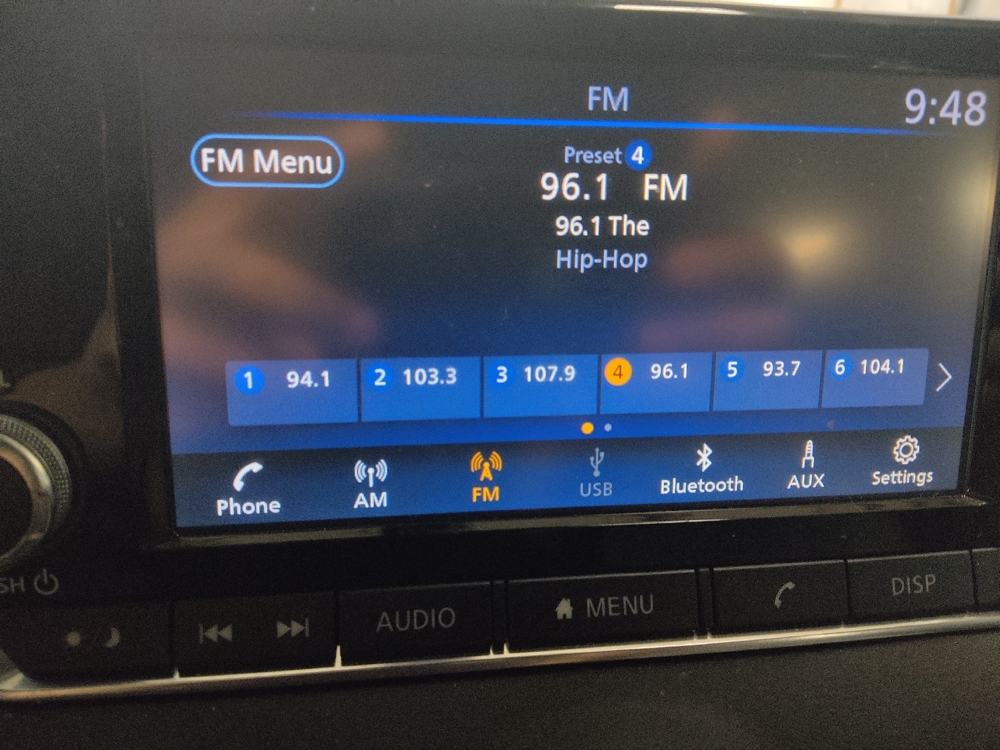 FM
9:48
FM Menu
Preset 4
96.1 FM
96.1 The
Hip-Hop
1 94.1 2 103.3 3 107.9 4 96.1 5 93.7 6 104.1
Phone AM FM USB Bluetooth AUX Settings
SH
AUDIO MENU DISP